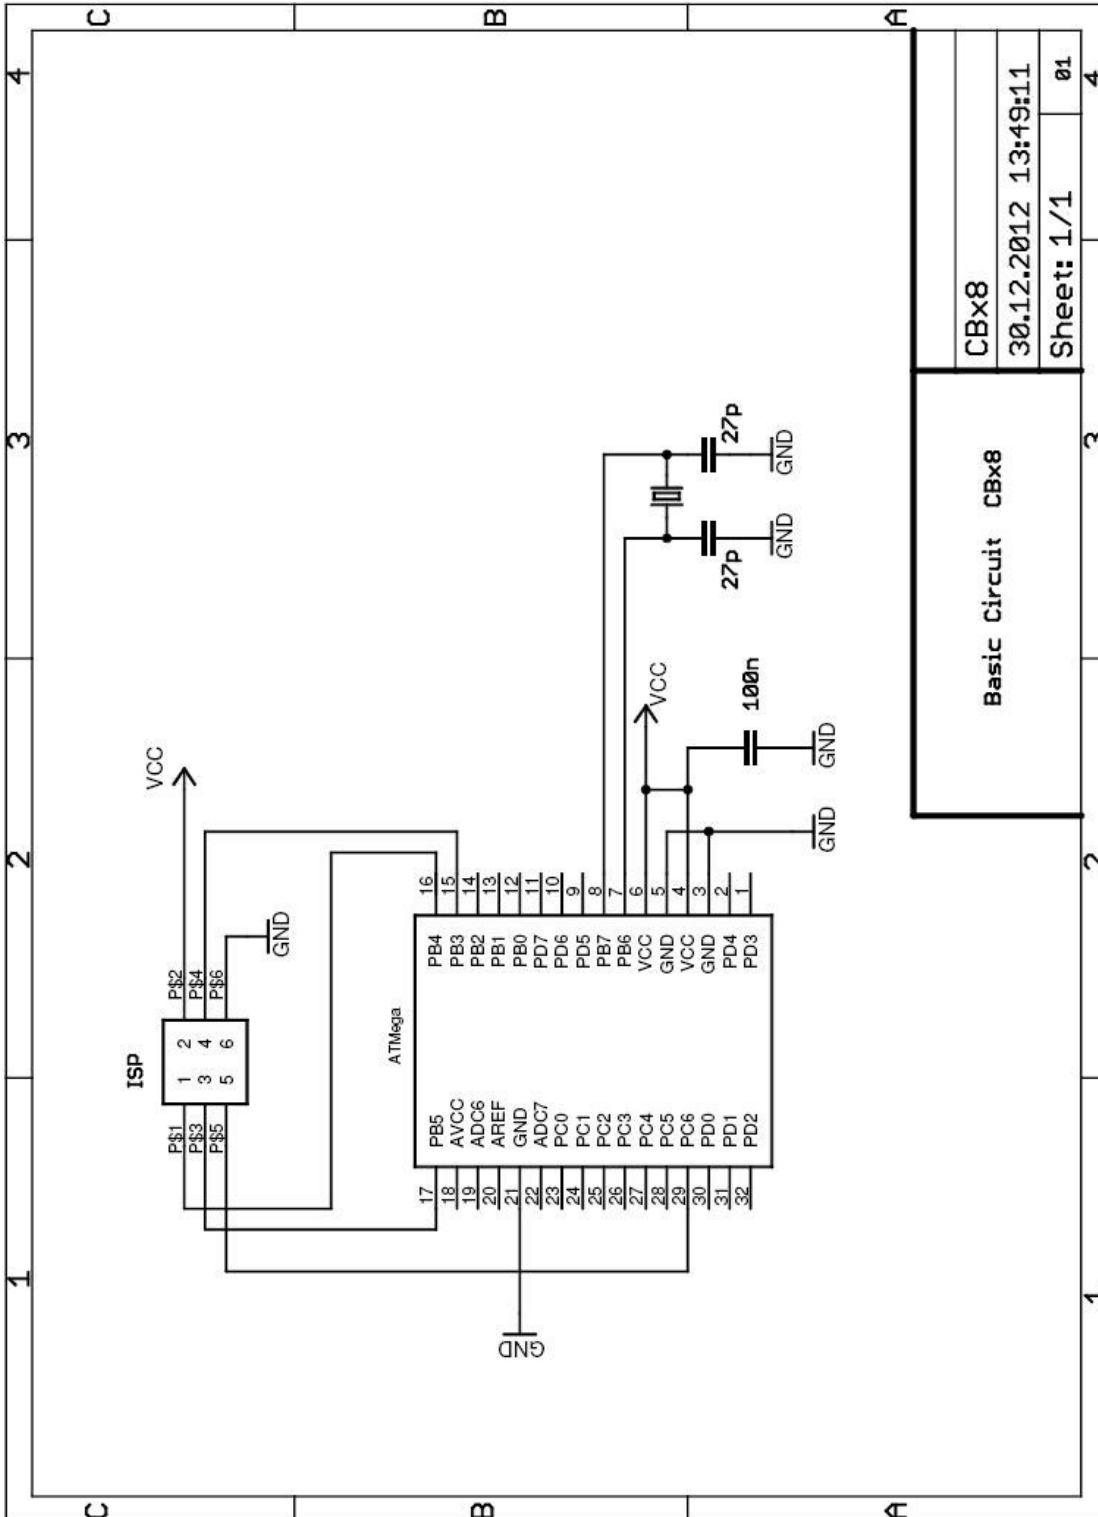 1 2 3 4
C
C
B
B
A
A
1 2 3 4
ISP
P$1 1 2 P$2
P$3 3 4 P$4
P$5 5 6 P$6
VCC
GND
ATMega
17 PB5 PB4 16
18 AVCC PB3 15
19 ADC6 PB2 14
20 AREF PB1 13
21 GND PB0 12
22 ADC7 PD7 11
23 PC0 PD6 10
24 PC1 PD5 9
25 PC2 PB7 8
26 PC3 PB6 7
27 PC4 VCC 6
28 PC5 GND 5
29 PC6 VCC 4
30 PD0 GND 3
31 PD1 PD4 2
32 PD2 PD3 1
GND
VCC
100n
GND
GND
27p
27p
GND
GND
Basic Circuit CBx8
CBx8
30.12.2012 13:49:11
Sheet: 1/1
01